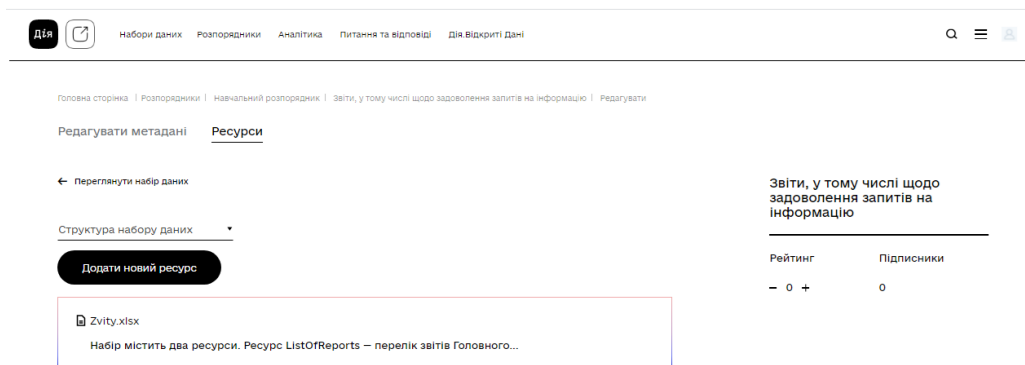 Дія Набори даних Розпорядники Аналітика Питання та відповіді Дія.Відкриті Дані
Головна сторінка | Розпорядники | Навчальний розпорядник | Звіти, у тому числі щодо задоволення запитів на інформацію | Редагувати
Редагувати метадані Ресурси
← Переглянути набір даних
Структура набору даних
Додати новий ресурс
Zvity.xlsx
Набір містить два ресурси. Ресурс ListOfReports – перелік звітів Головного...
Звіти, у тому числі щодо
задоволення запитів на
інформацію
Рейтинг Підписники
– 0 + 0